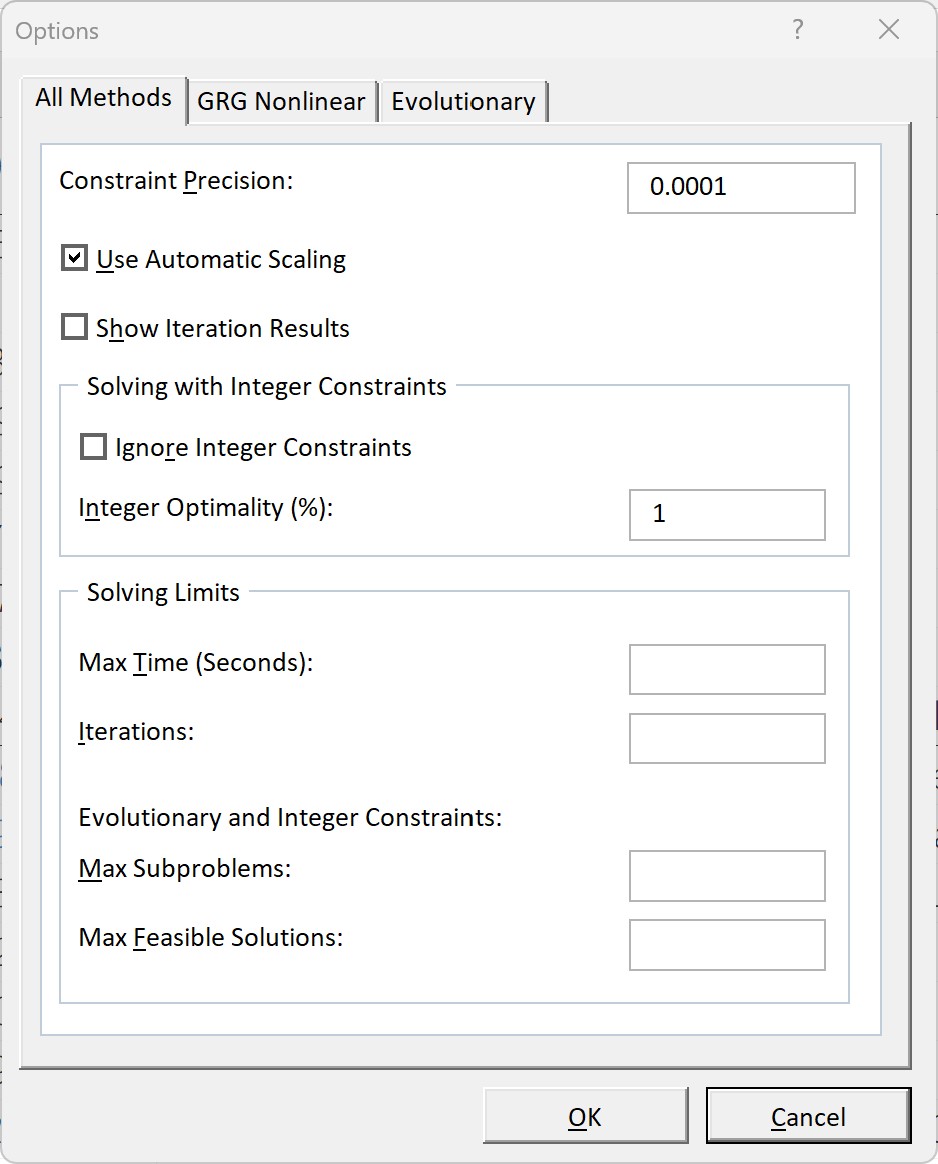 Options
?
All Methods GRG Nonlinear Evolutionary
Constraint Precision: 0.0001
Use Automatic Scaling
Show Iteration Results
Solving with Integer Constraints
Ignore Integer Constraints
Integer Optimality (%): 1
Solving Limits
Max Time (Seconds):
Iterations:
Evolutionary and Integer Constraints:
Max Subproblems:
Max Feasible Solutions:
OK Cancel